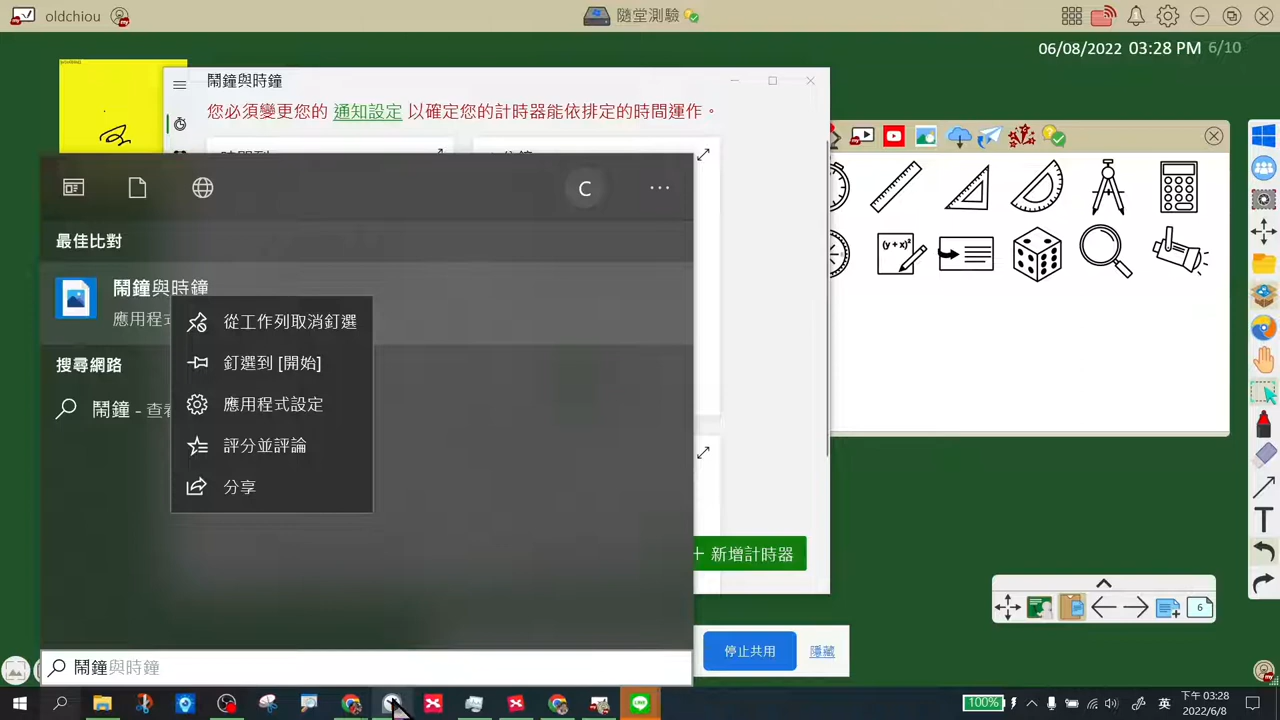 oldchiou
隨堂測驗
06/08/2022 03:28 PM 6/10
鬧鐘與時鐘
您必須變更您的 通知設定 以確定您的計時器能依排定的時間運作。
C
最佳比對
鬧鐘與時鐘
應用程式
搜尋網路
鬧鐘 - 查看
從工作列取消釘選
釘選到 [開始]
應用程式設定
評分並評論
分享
(y+x)²
新增計時器
6
停止共用
隱藏
鬧鐘與時鐘
100%
英
下午 03:28
2022/6/8